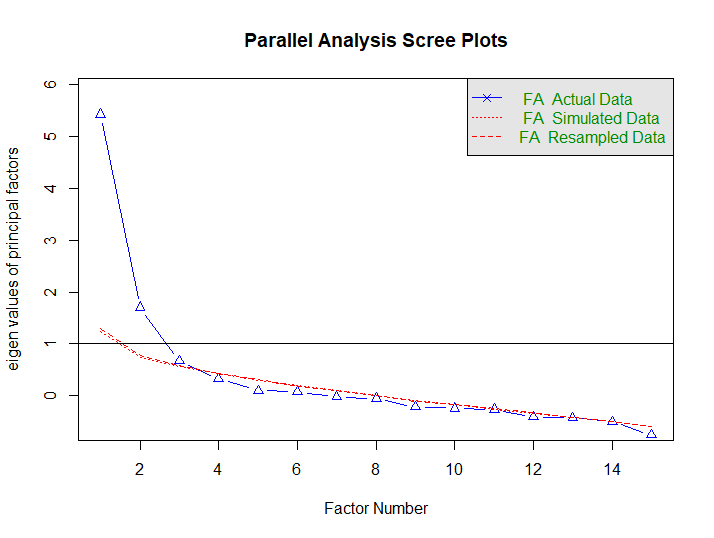 Parallel Analysis Scree Plots
eigen values of principal factors
6
5
4
3
2
1
0
FA Actual Data
FA Simulated Data
FA Resampled Data
2 4 6 8 10 12 14
Factor Number